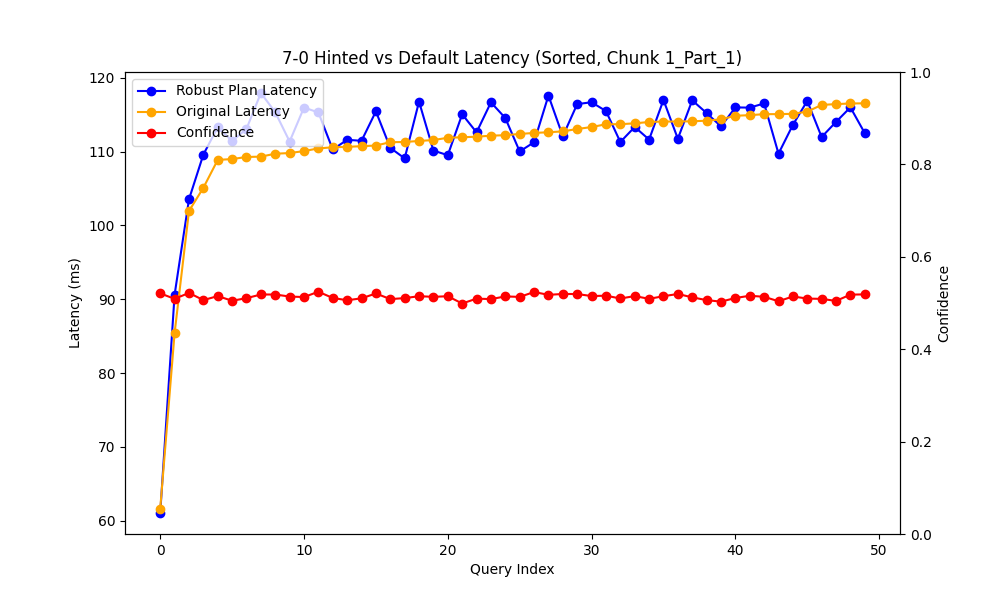 7-0 Hinted vs Default Latency (Sorted, Chunk 1_Part_1)
Robust Plan Latency
Original Latency
Confidence
120
110
100
90
80
70
60
Latency (ms)
1.0
0.8
0.6
0.4
0.2
0.0
Confidence
0 10 20 30 40 50
Query Index